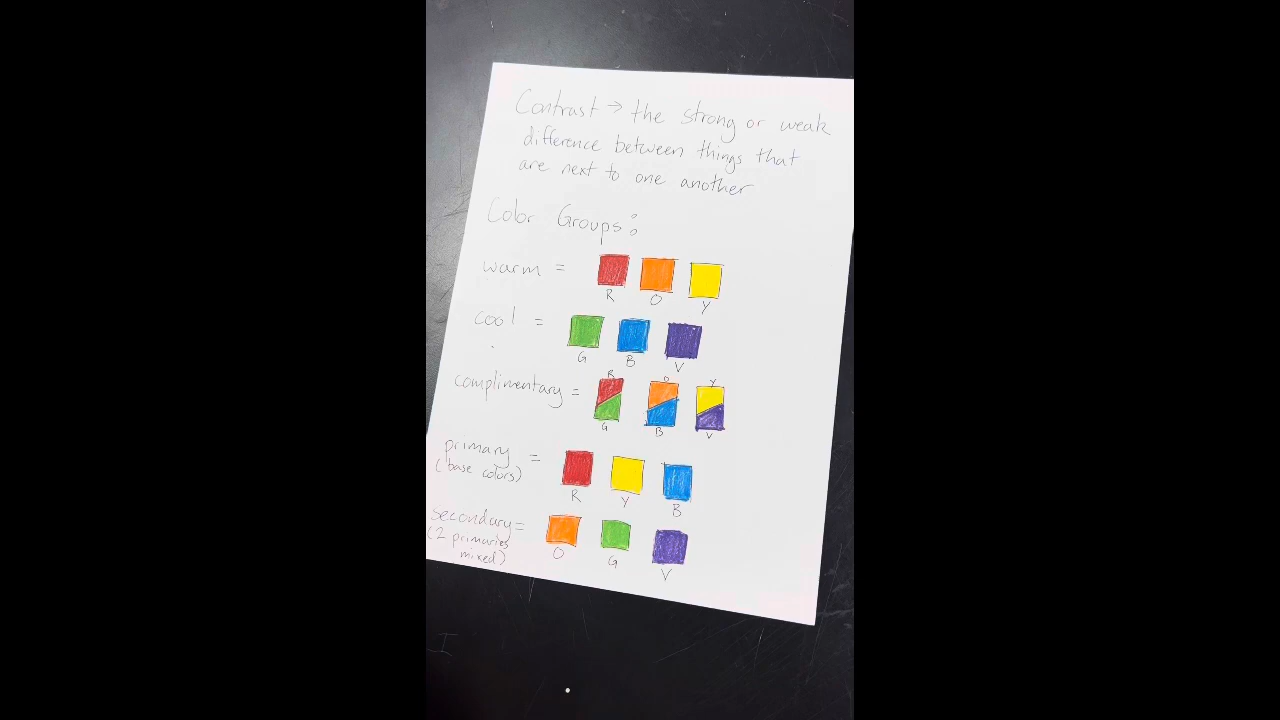 Contrast → the strong or weak
difference between things that
are next to one another
Color Groups:
warm =
R O Y
cool =
G B V
R O Y
complimentary =
G B V
primary =
(base colors)
R Y B
secondary =
(2 primaries
mixed)
O G V